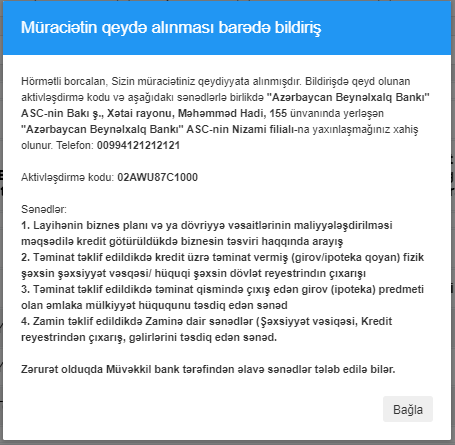 Müraciətin qeydə alınması barədə bildiriş
Hörmətli borcalan, Sizin müraciətiniz qeydiyyata alınmışdır. Bildirişdə qeyd olunan
aktivləşdirmə kodu və aşağıdakı sənədlərlə birlikdə "Azərbaycan Beynəlxalq Bankı"
ASC-nin Bakı ş., Xətai rayonu, Məhəmməd Hadi, 155 ünvanında yerləşən
"Azərbaycan Beynəlxalq Bankı" ASC-nin Nizami filialı-na yaxınlaşmağınız xahiş
olunur. Telefon: 00994121212121
Aktivləşdirmə kodu: 02AWU87C1000
Sənədlər:
1. Layihənin biznes planı və ya dövriyyə vəsaitlərinin maliyyələşdirilməsi
məqsədilə kredit götürüldükdə biznesin təsviri haqqında arayış
2. Təminat təklif edildikdə kredit üzrə təminat vermiş (girov/ipoteka qoyan) fizik
şəxsin şəxsiyyət vəsqəsi/ hüquqi şəxsin dövlət reyestrindın çıxarışı
3. Təminat təklif edildikdə təminat qismində çıxış edən girov (ipoteka) predmeti
olan əmlaka mülkiyyət hüququnu təsdiq edən sənəd
4. Zamin təklif edildikdə Zaminə dair sənədlər (Şəxsiyyət vəsiqəsi, Kredit
reyestrindən çıxarış, gəlirlərini təsdiq edən sənəd.
Zərurət olduqda Müvəkkil bank tərəfindən əlavə sənədlər tələb edilə bilər.
Bağla